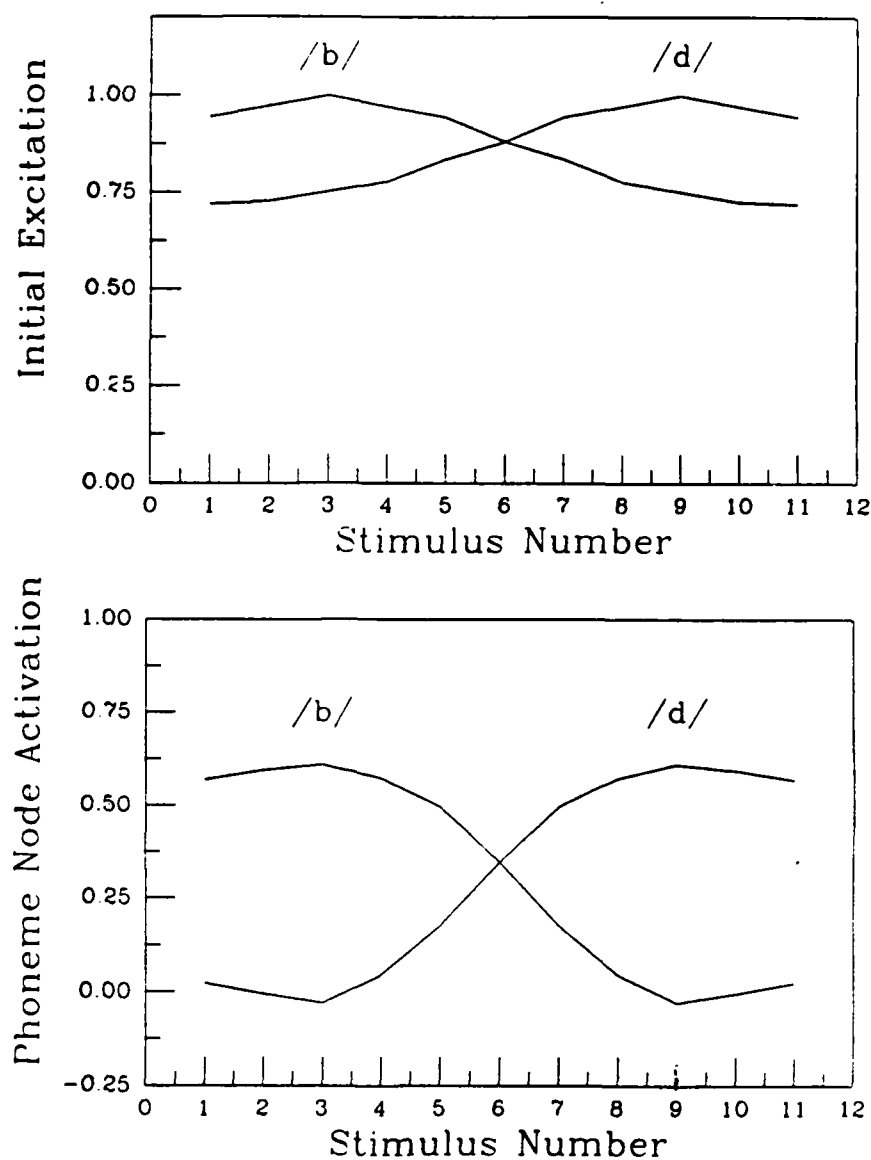 /b/ /d/
Initial Excitation
1.00
0.75
0.50
0.25
0.00
0 1 2 3 4 5 6 7 8 9 10 11 12
Stimulus Number
/b/ /d/
Phoneme Node Activation
1.00
0.75
0.50
0.25
0.00
-0.25
0 1 2 3 4 5 6 7 8 9 10 11 12
Stimulus Number